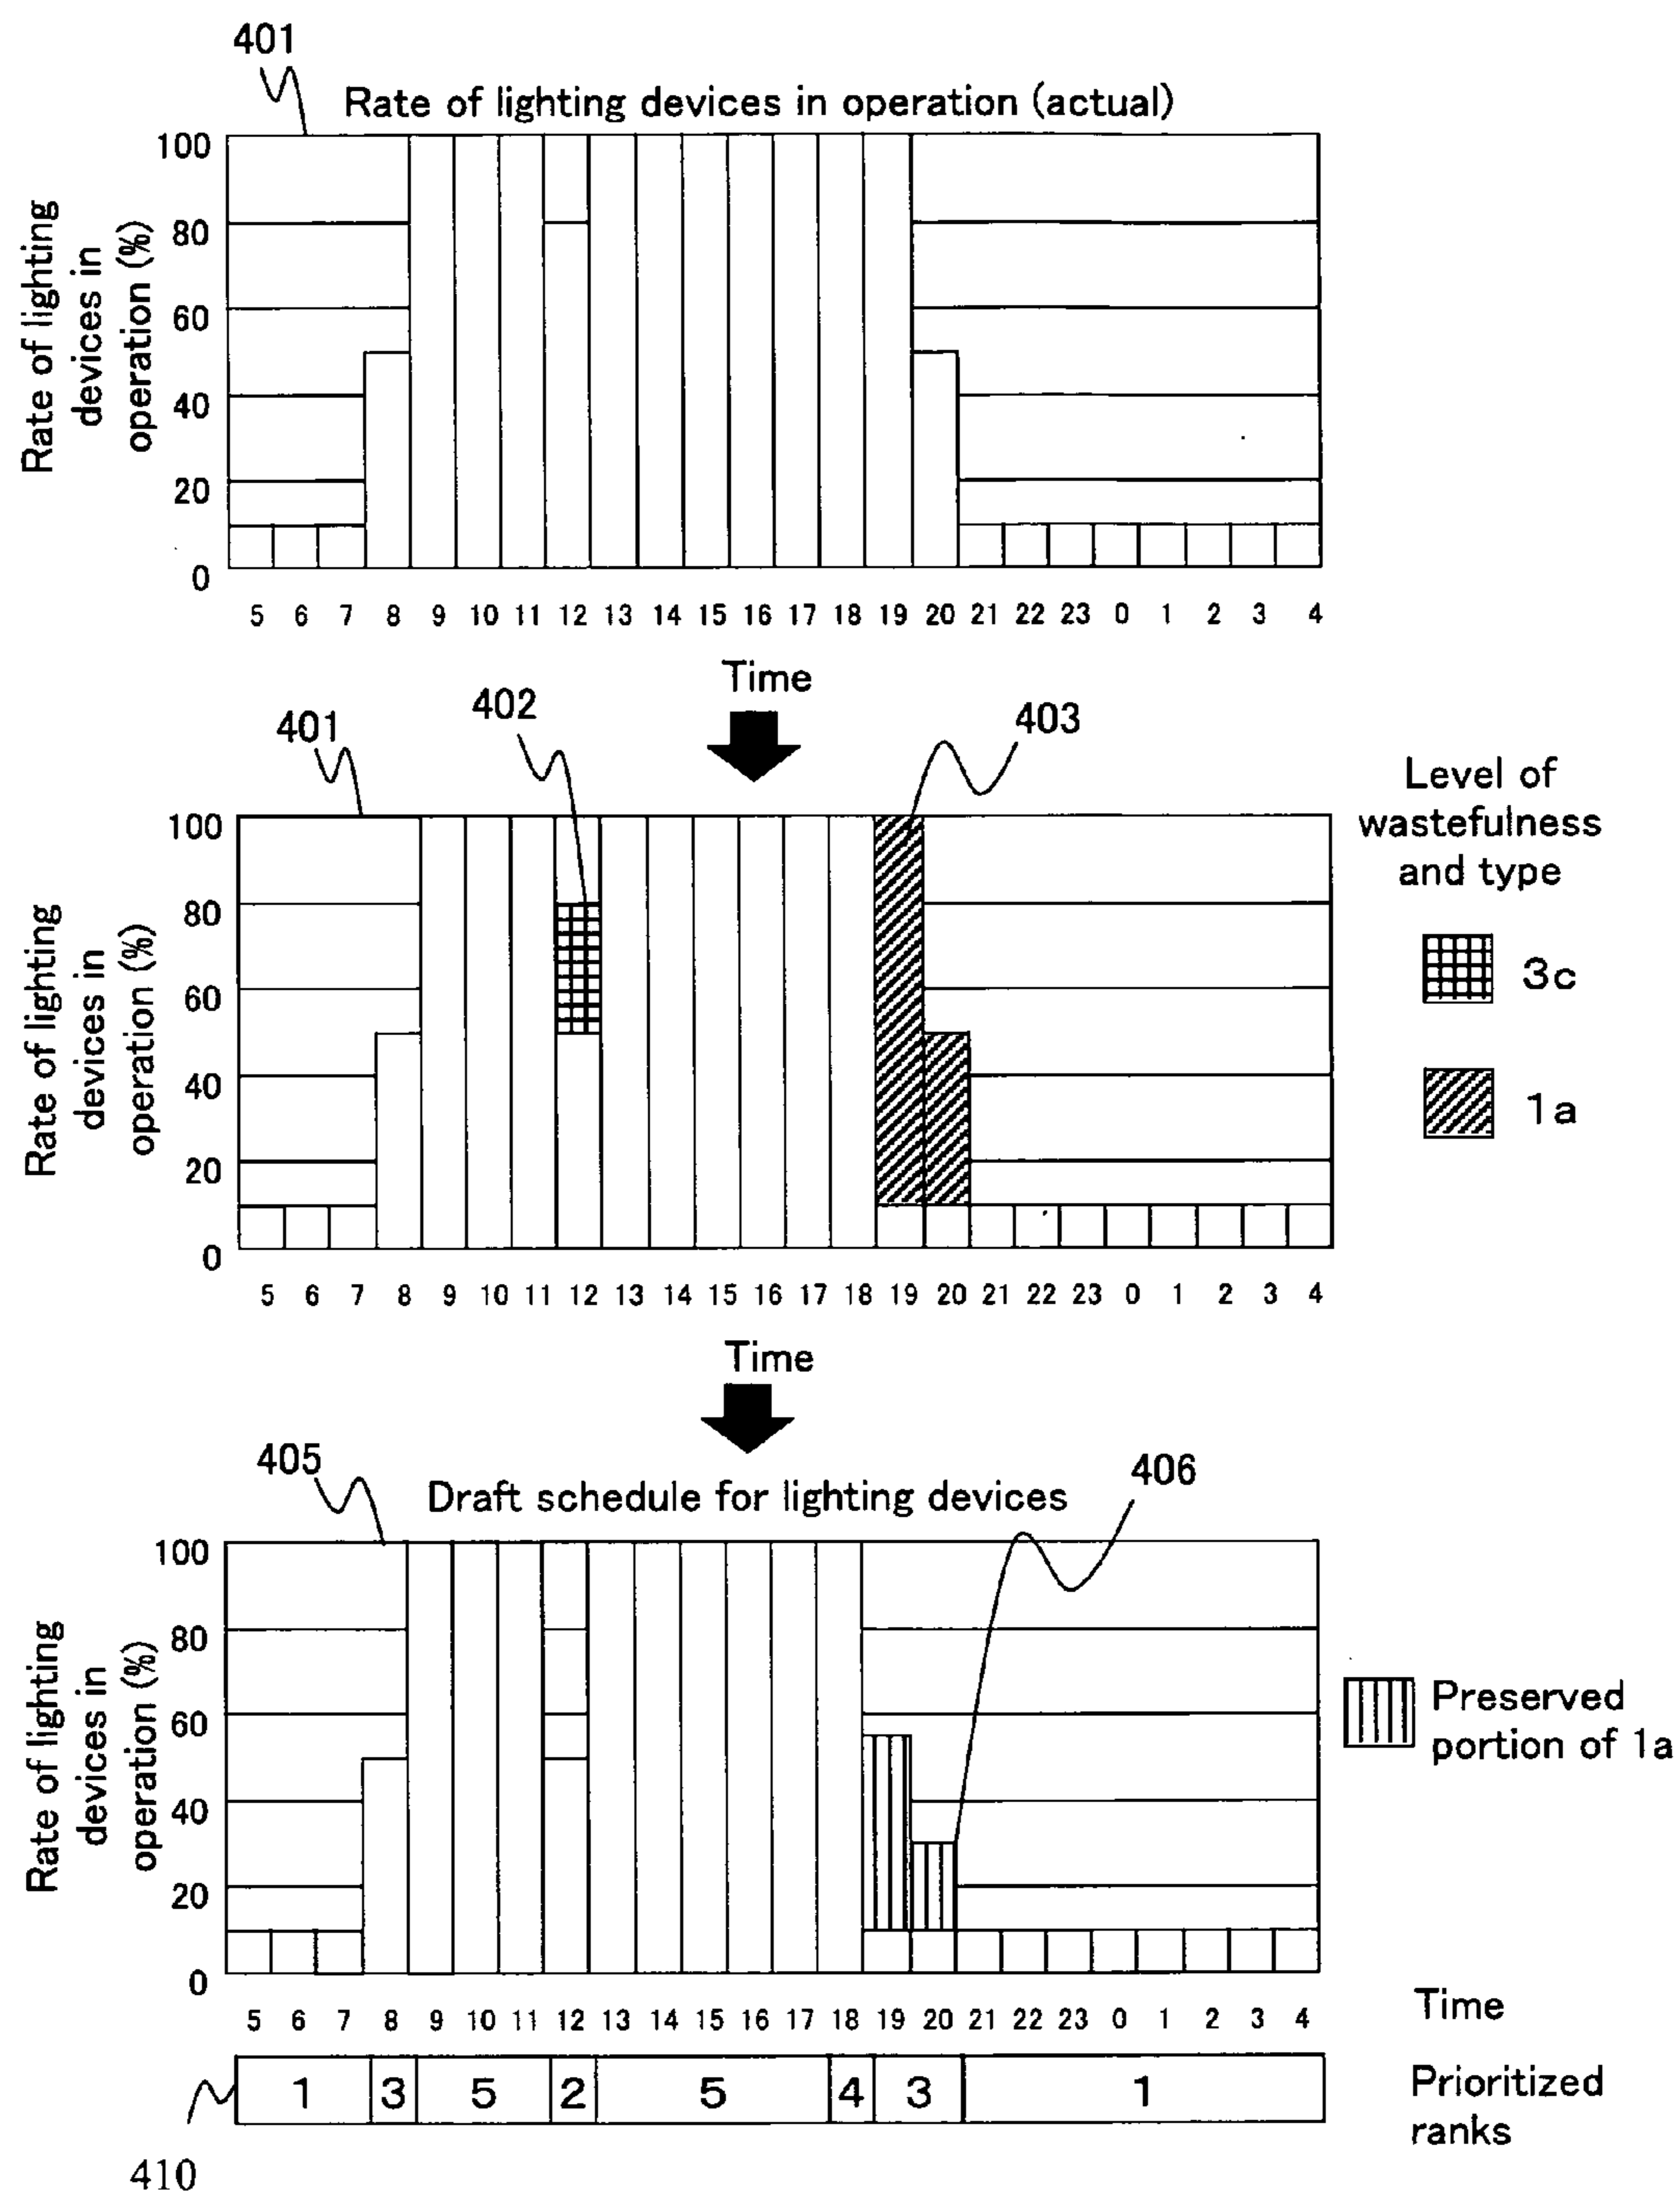 401
Rate of lighting devices in operation (actual)
Rate of lighting
devices in
operation (%)
100
80
60
40
20
0
5 6 7 8 9 10 11 12 13 14 15 16 17 18 19 20 21 22 23 0 1 2 3 4
Time
401
402
403
Rate of lighting
devices in
operation (%)
100
80
60
40
20
0
5 6 7 8 9 10 11 12 13 14 15 16 17 18 19 20 21 22 23 0 1 2 3 4
Time
Level of
wastefulness
and type
3c
1a
405
Draft schedule for lighting devices
406
Rate of lighting
devices in
operation (%)
100
80
60
40
20
0
Preserved
portion of 1a
5 6 7 8 9 10 11 12 13 14 15 16 17 18 19 20 21 22 23 0 1 2 3 4
Time
1 3 5 2 5 4 3 1
Prioritized
ranks
410